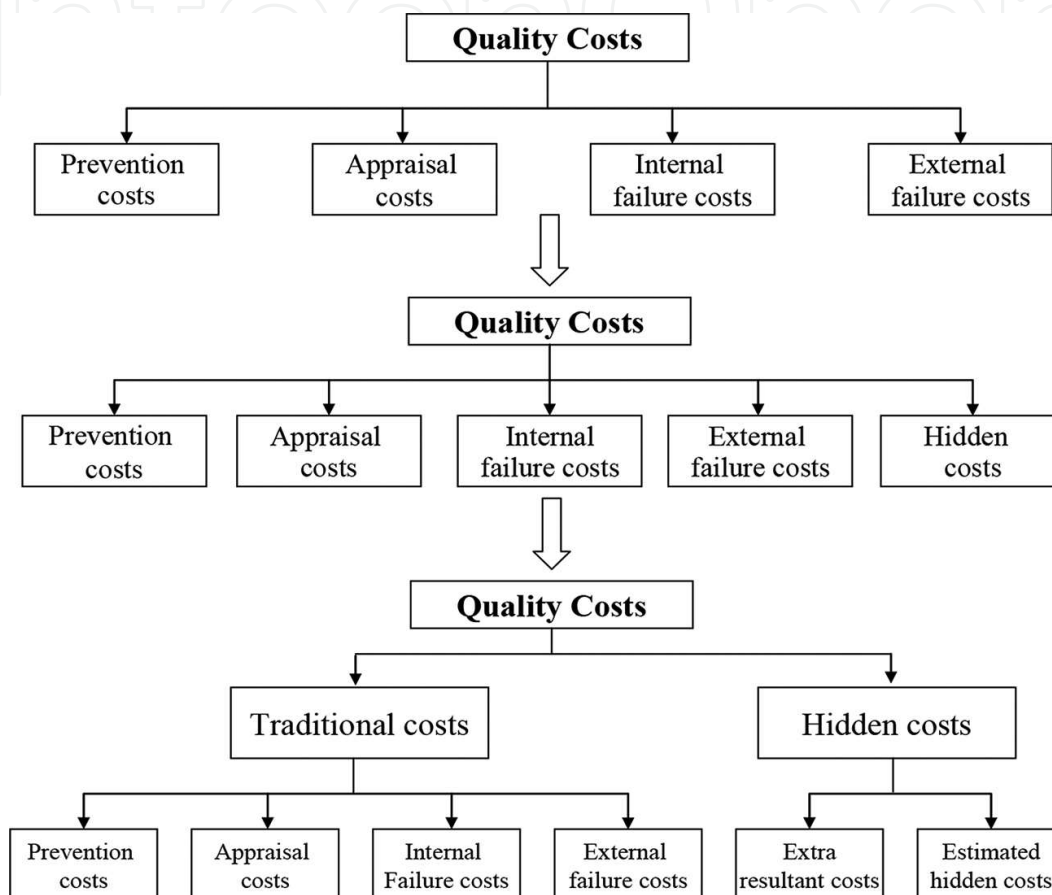 Quality Costs
Prevention
costs
Appraisal
costs
Internal
failure costs
External
failure costs
Quality Costs
Prevention
costs
Appraisal
costs
Internal
failure costs
External
failure costs
Hidden
costs
Quality Costs
Traditional costs
Hidden costs
Prevention
costs
Appraisal
costs
Internal
Failure costs
External
failure costs
Extra
resultant costs
Estimated
hidden costs